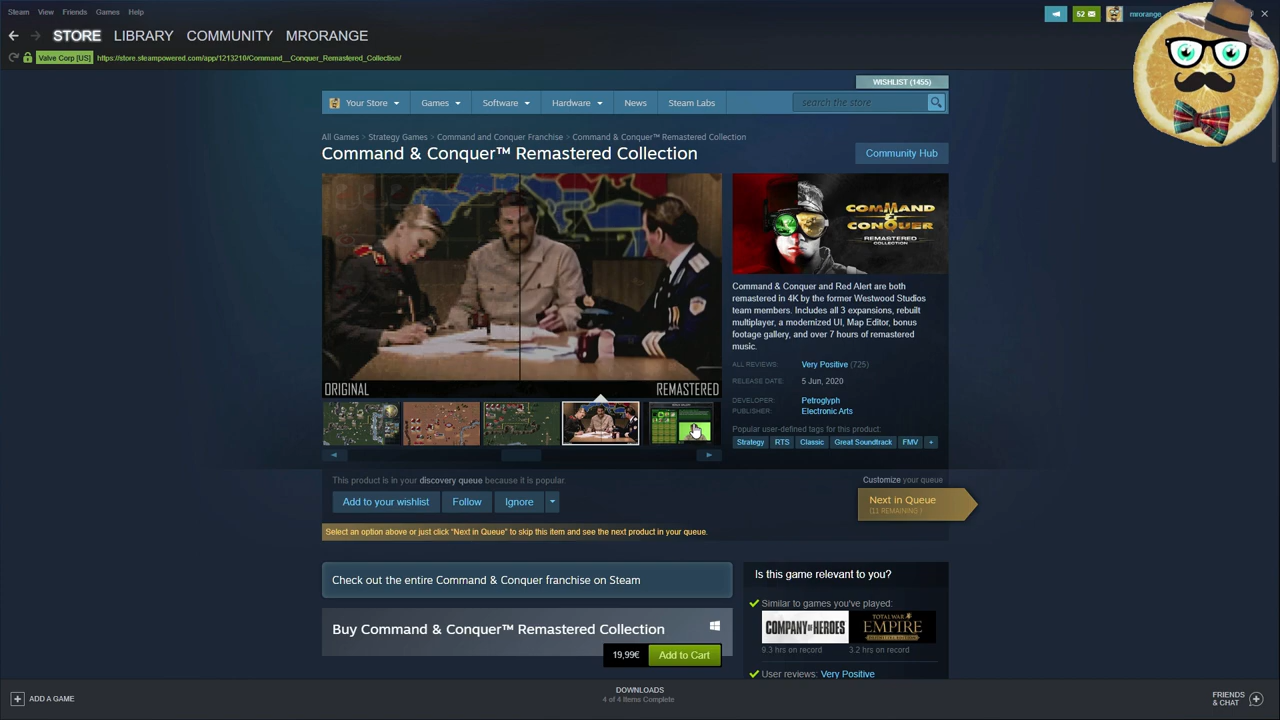 Steam View Friends Games Help
52 mrorange
STORE LIBRARY COMMUNITY MRORANGE
Valve Corp [US] https://store.steampowered.com/app/1213210/Command__Conquer_Remastered_Collection/
WISHLIST (1455)
Your Store Games Software Hardware News Steam Labs search the store
All Games > Strategy Games > Command and Conquer Franchise > Command & Conquer™ Remastered Collection
Command & Conquer™ Remastered Collection
Community Hub
ORIGINAL REMASTERED
COMMAND
&
CONQUER
REMASTERED
COLLECTION
Command & Conquer and Red Alert are both
remastered in 4K by the former Westwood Studios
team members. Includes all 3 expansions, rebuilt
multiplayer, a modernized UI, Map Editor, bonus
footage gallery, and over 7 hours of remastered
music.
ALL REVIEWS: Very Positive (725)
RELEASE DATE: 5 Jun, 2020
DEVELOPER: Petroglyph
PUBLISHER: Electronic Arts
Popular user-defined tags for this product:
Strategy RTS Classic Great Soundtrack FMV +
This product is in your discovery queue because it is popular.
Customize your queue
Add to your wishlist Follow Ignore
Next in Queue
(11 REMAINING )
Select an option above or just click "Next in Queue" to skip this item and see the next product in your queue.
Check out the entire Command & Conquer franchise on Steam
Is this game relevant to you?
Similar to games you've played:
COMPANY of HEROES
TOTAL WAR
EMPIRE
9.3 hrs on record 3.2 hrs on record
Buy Command & Conquer™ Remastered Collection
19,99€ Add to Cart
User reviews: Very Positive
ADD A GAME
DOWNLOADS
4 of 4 Items Complete
FRIENDS
& CHAT